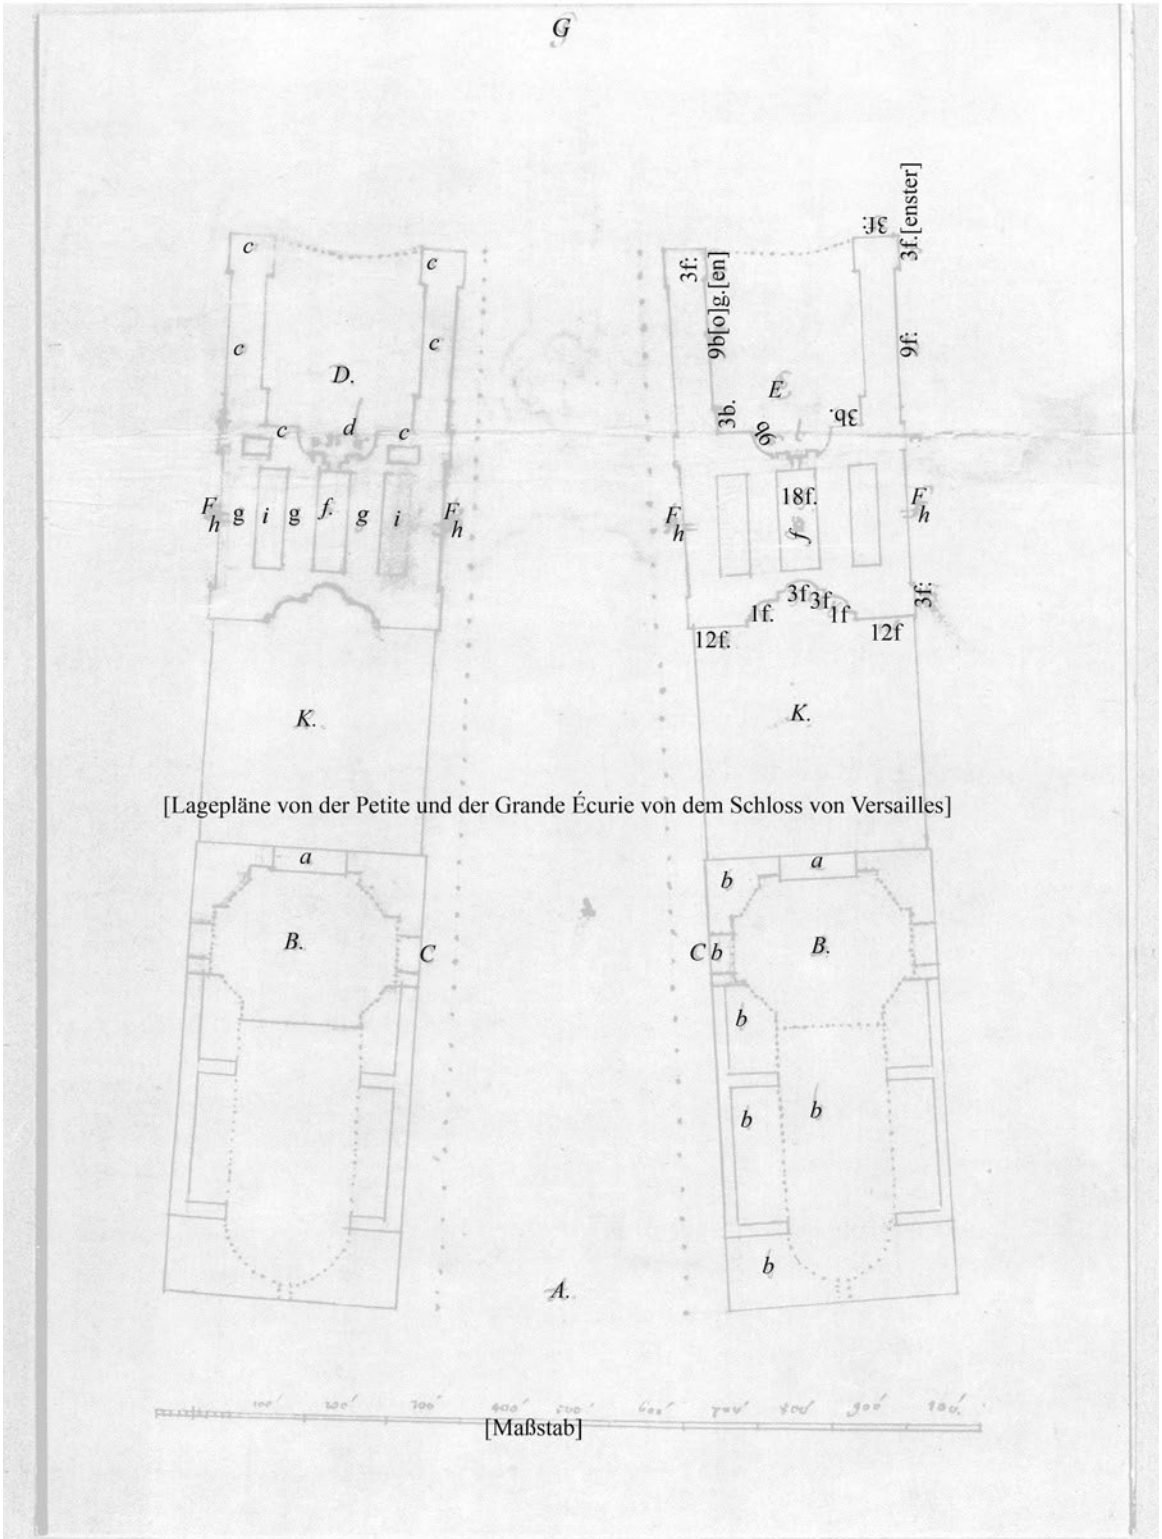 G
3f.[enster]
3f:
c
c
3f:
9b[o]g.[en]
9f:
c
c
D.
E
3b.
9b
3b.
c
d
c
F
h
g
i
g
f.
g
i
F
h
F
h
18f.
f
F
h
3f:
1f.
3f
3f
1f
12f.
12f
K.
K.
[Lagepläne von der Petite und der Grande Écurie von dem Schloss von Versailles]
a
a
b
B.
C
C
b
B.
b
b
b
b
A.
100' 200' 300' 400' 500' 600' 700' 800' 900'
[Maßstab]